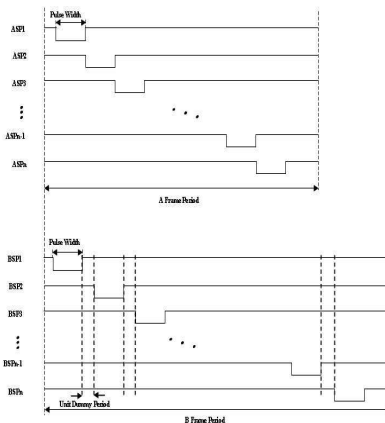 Pulse Width
ASP1
ASP2
ASP3
ASPn-1
ASPn
A Frame Period
Pulse Width
BSP1
BSP2
BSP3
BSPn-1
BSPn
Unit Dummy Period
B Frame Period